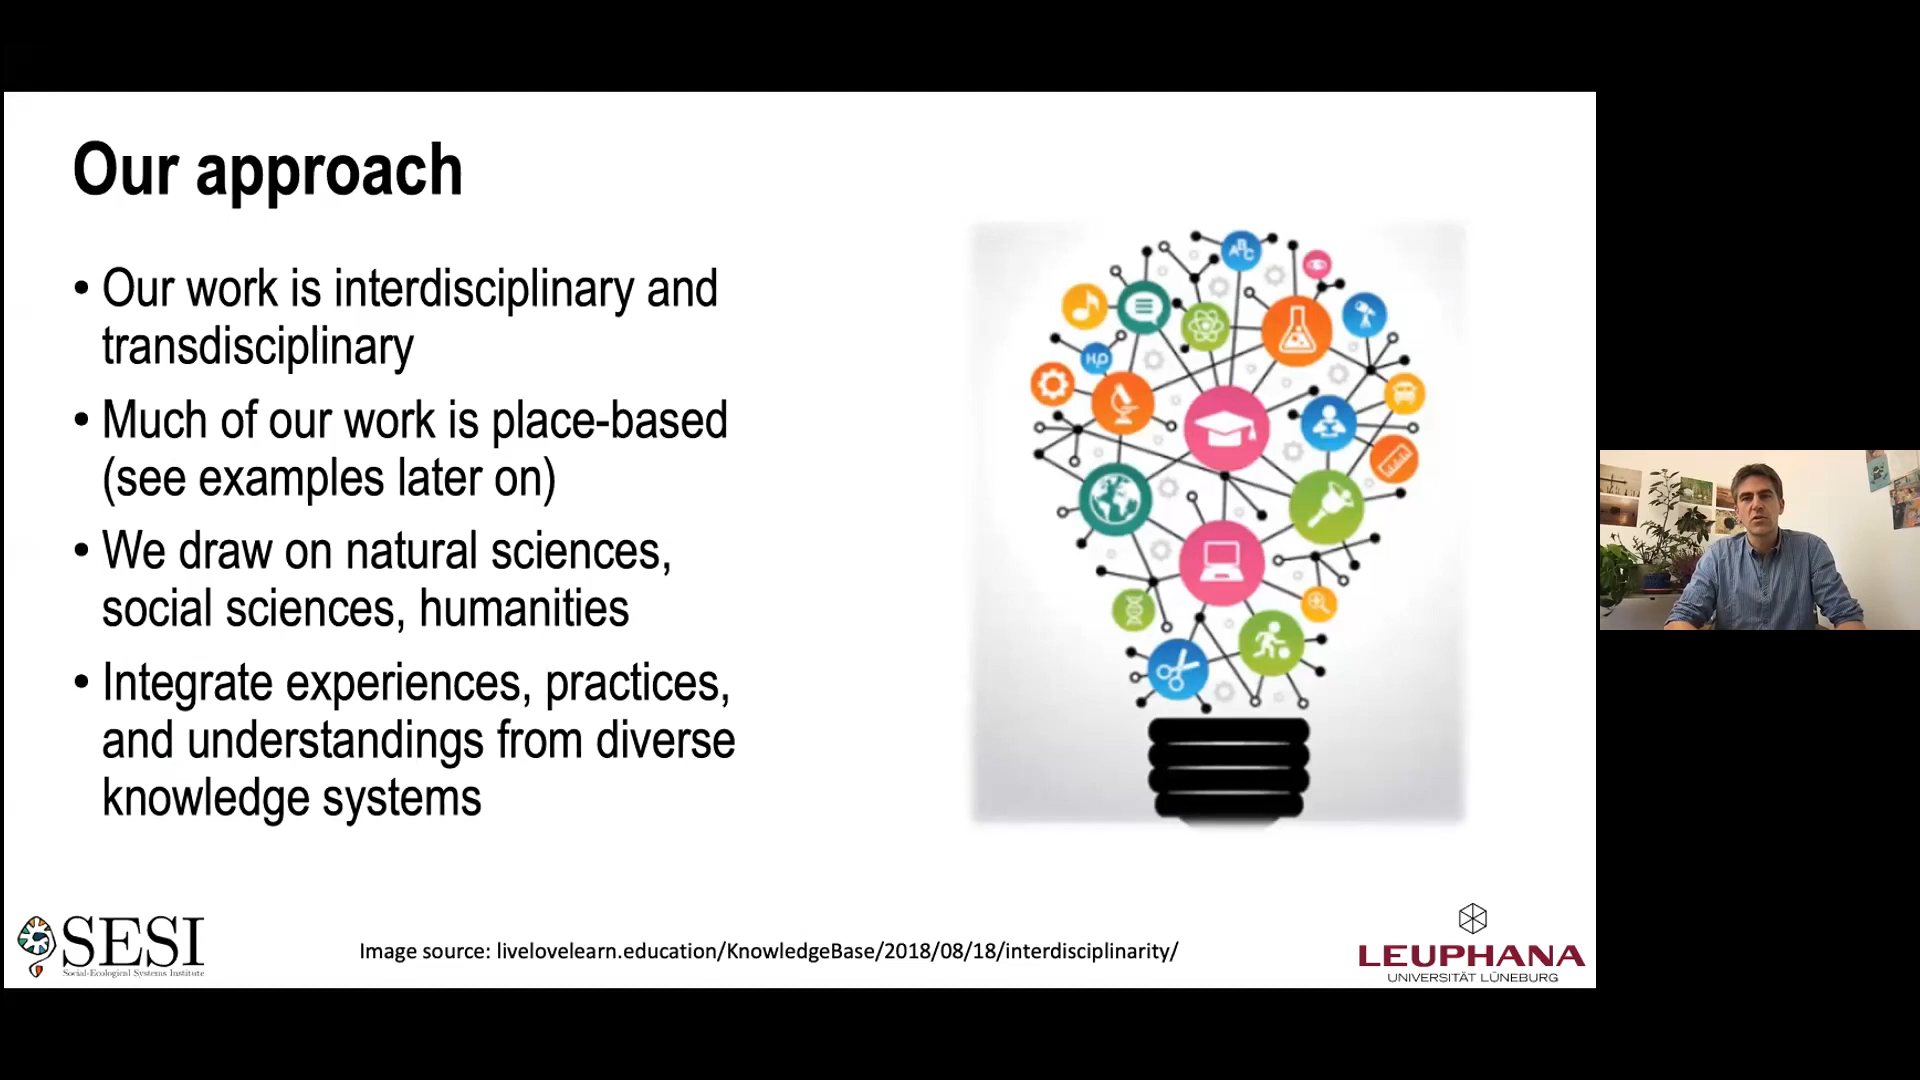 Our approach
• Our work is interdisciplinary and
transdisciplinary
• Much of our work is place-based
(see examples later on)
• We draw on natural sciences,
social sciences, humanities
• Integrate experiences, practices,
and understandings from diverse
knowledge systems
ABC
H2O
SESI
Social-Ecological Systems Institute
Image source: livelovelearn.education/KnowledgeBase/2018/08/18/interdisciplinarity/
LEUPHANA
UNIVERSITÄT LÜNEBURG